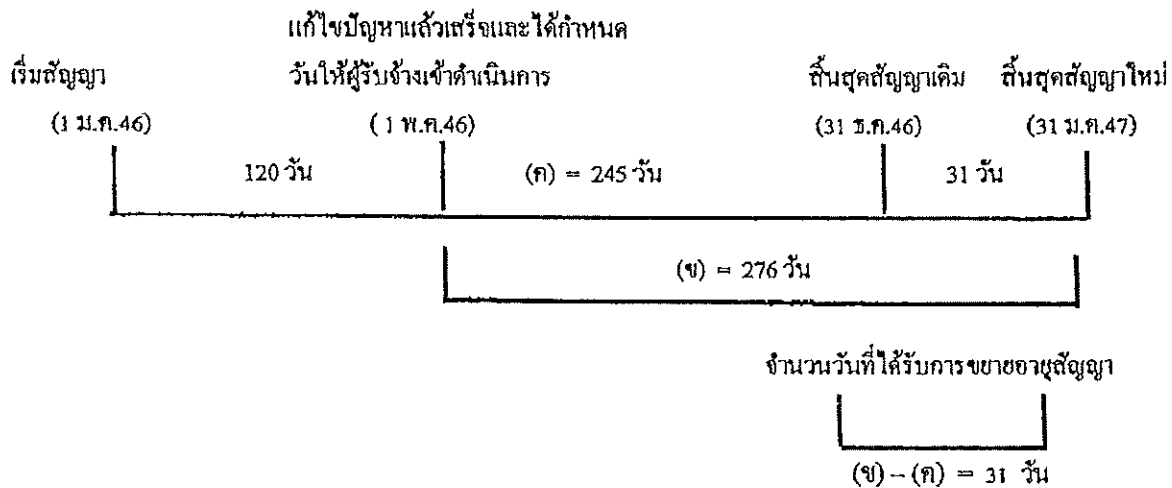 แก้ไขปัญหาแล้วเสร็จและได้กำหนด
เริ่มสัญญา วันให้ผู้รับจ้างเข้าดำเนินการ สิ้นสุดสัญญาเดิม สิ้นสุดสัญญาใหม่
(1 ม.ค.46) (1 พ.ค.46) (31 ธ.ค.46) (31 ม.ค.47)
120 วัน (ค) = 245 วัน 31 วัน
(ข) = 276 วัน
จำนวนวันที่ได้รับการขยายอายุสัญญา
(ข) – (ค) = 31 วัน